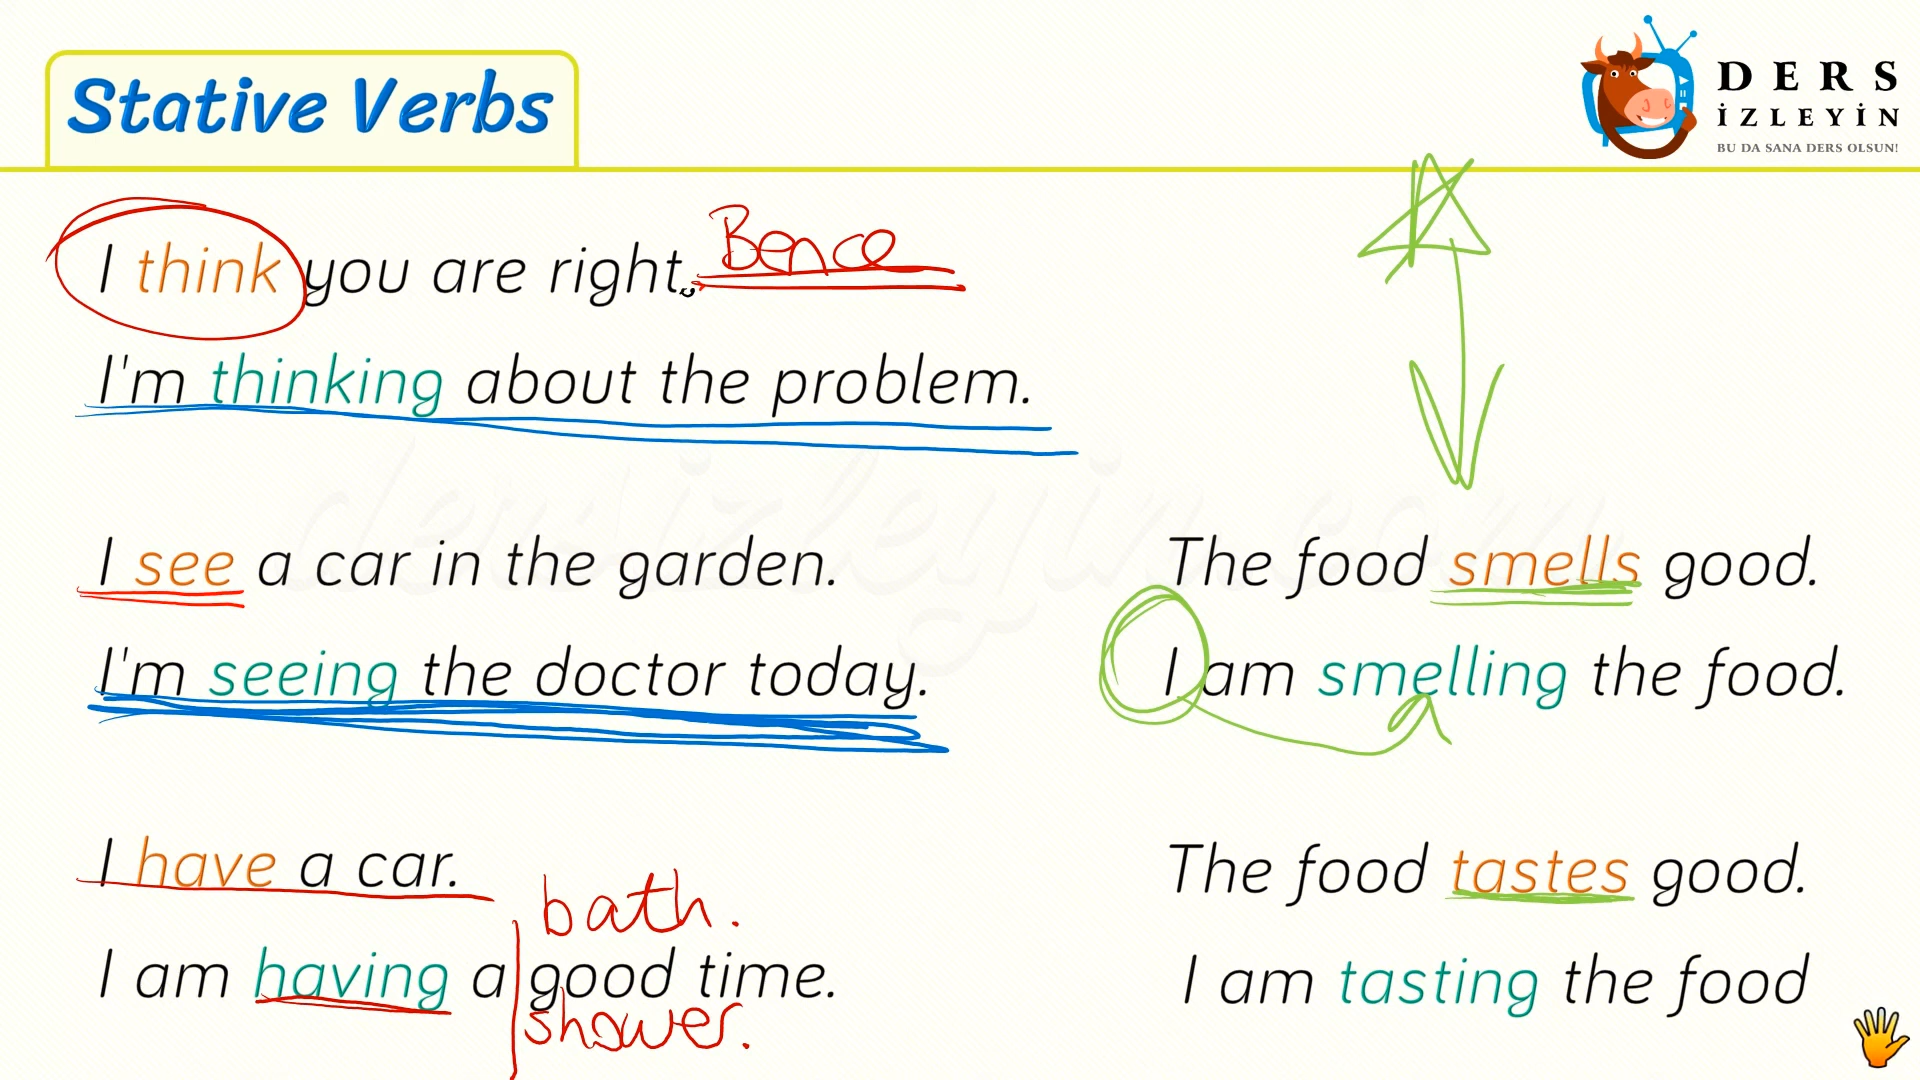 Stative Verbs
DERS
İZLEYİN
BU DA SANA DERS OLSUN!
I think you are right. Bence
I'm thinking about the problem.
dersizleyin.com
I see a car in the garden.
I'm seeing the doctor today.
I have a car.
bath.
I am having a good time.
shower.
The food smells good.
I am smelling the food.
The food tastes good.
I am tasting the food